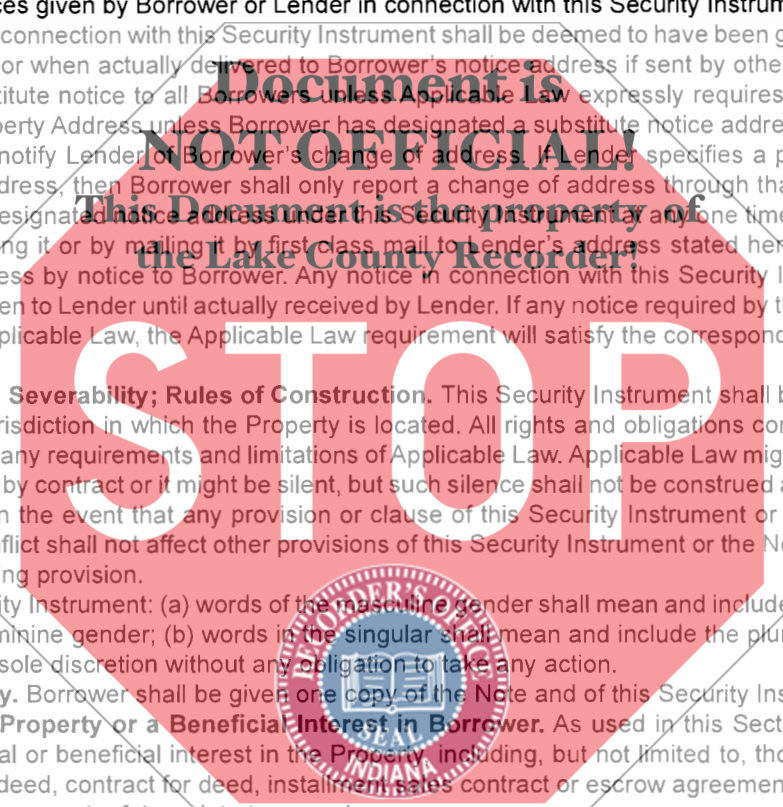 ces given by Borrower or Lender in connection with this Security Instrum
connection with this Security Instrument shall be deemed to have been g
or when actually delivered to Borrower's notice address if sent by othe
titute notice to all Borrowers unless Applicable Law expressly requires
perty Address unless Borrower has designated a substitute notice addre
notify Lender of Borrower's change of address. If Lender specifies a p
dress, then Borrower shall only report a change of address through tha
esignated notice address under this Security Instrument at any one time
ng it or by mailing it by first class mail to Lender's address stated her
ess by notice to Borrower. Any notice in connection with this Security I
en to Lender until actually received by Lender. If any notice required by t
plicable Law, the Applicable Law requirement will satisfy the correspond
Severability; Rules of Construction. This Security Instrument shall b
risdiction in which the Property is located. All rights and obligations con
any requirements and limitations of Applicable Law. Applicable Law mig
by contract or it might be silent, but such silence shall not be construed a
n the event that any provision or clause of this Security Instrument or
flict shall not affect other provisions of this Security Instrument or the No
ng provision.
ity Instrument: (a) words of the masculine gender shall mean and include
minine gender; (b) words in the singular shall mean and include the plur
sole discretion without any obligation to take any action.
y. Borrower shall be given one copy of the Note and of this Security Ins
Property or a Beneficial Interest in Borrower. As used in this Sect
al or beneficial interest in the Property, including, but not limited to, tho
deed, contract for deed, installment sales contract or escrow agreemen
Document is
NOT OFFICIAL!
This Document is the property of
the Lake County Recorder!
STOP
RECORDER'S OFFICE
SEAL
INDIANA